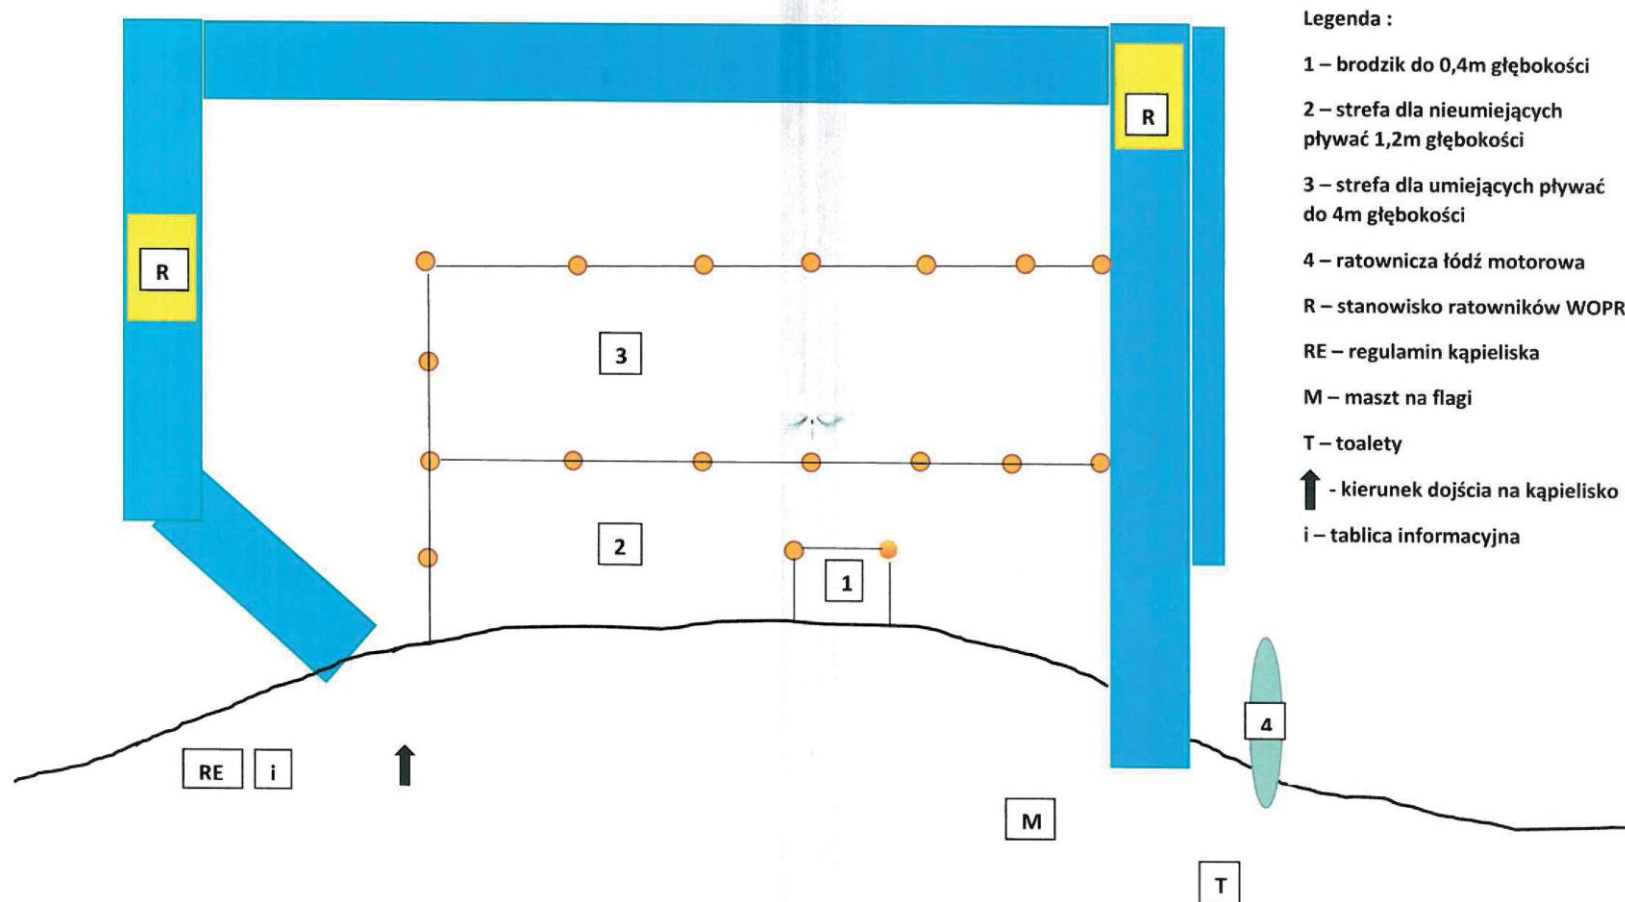 Legenda :
1 – brodzik do 0,4m głębokości
2 – strefa dla nieumiejących
pływać 1,2m głębokości
3 – strefa dla umiejących pływać
do 4m głębokości
4 – ratownicza łódź motorowa
R – stanowisko ratowników WOPR
RE – regulamin kąpieliska
M – maszt na flagi
T – toalety
- kierunek dojścia na kąpielisko
i – tablica informacyjna
R
R
3
2
1
4
RE
i
M
T